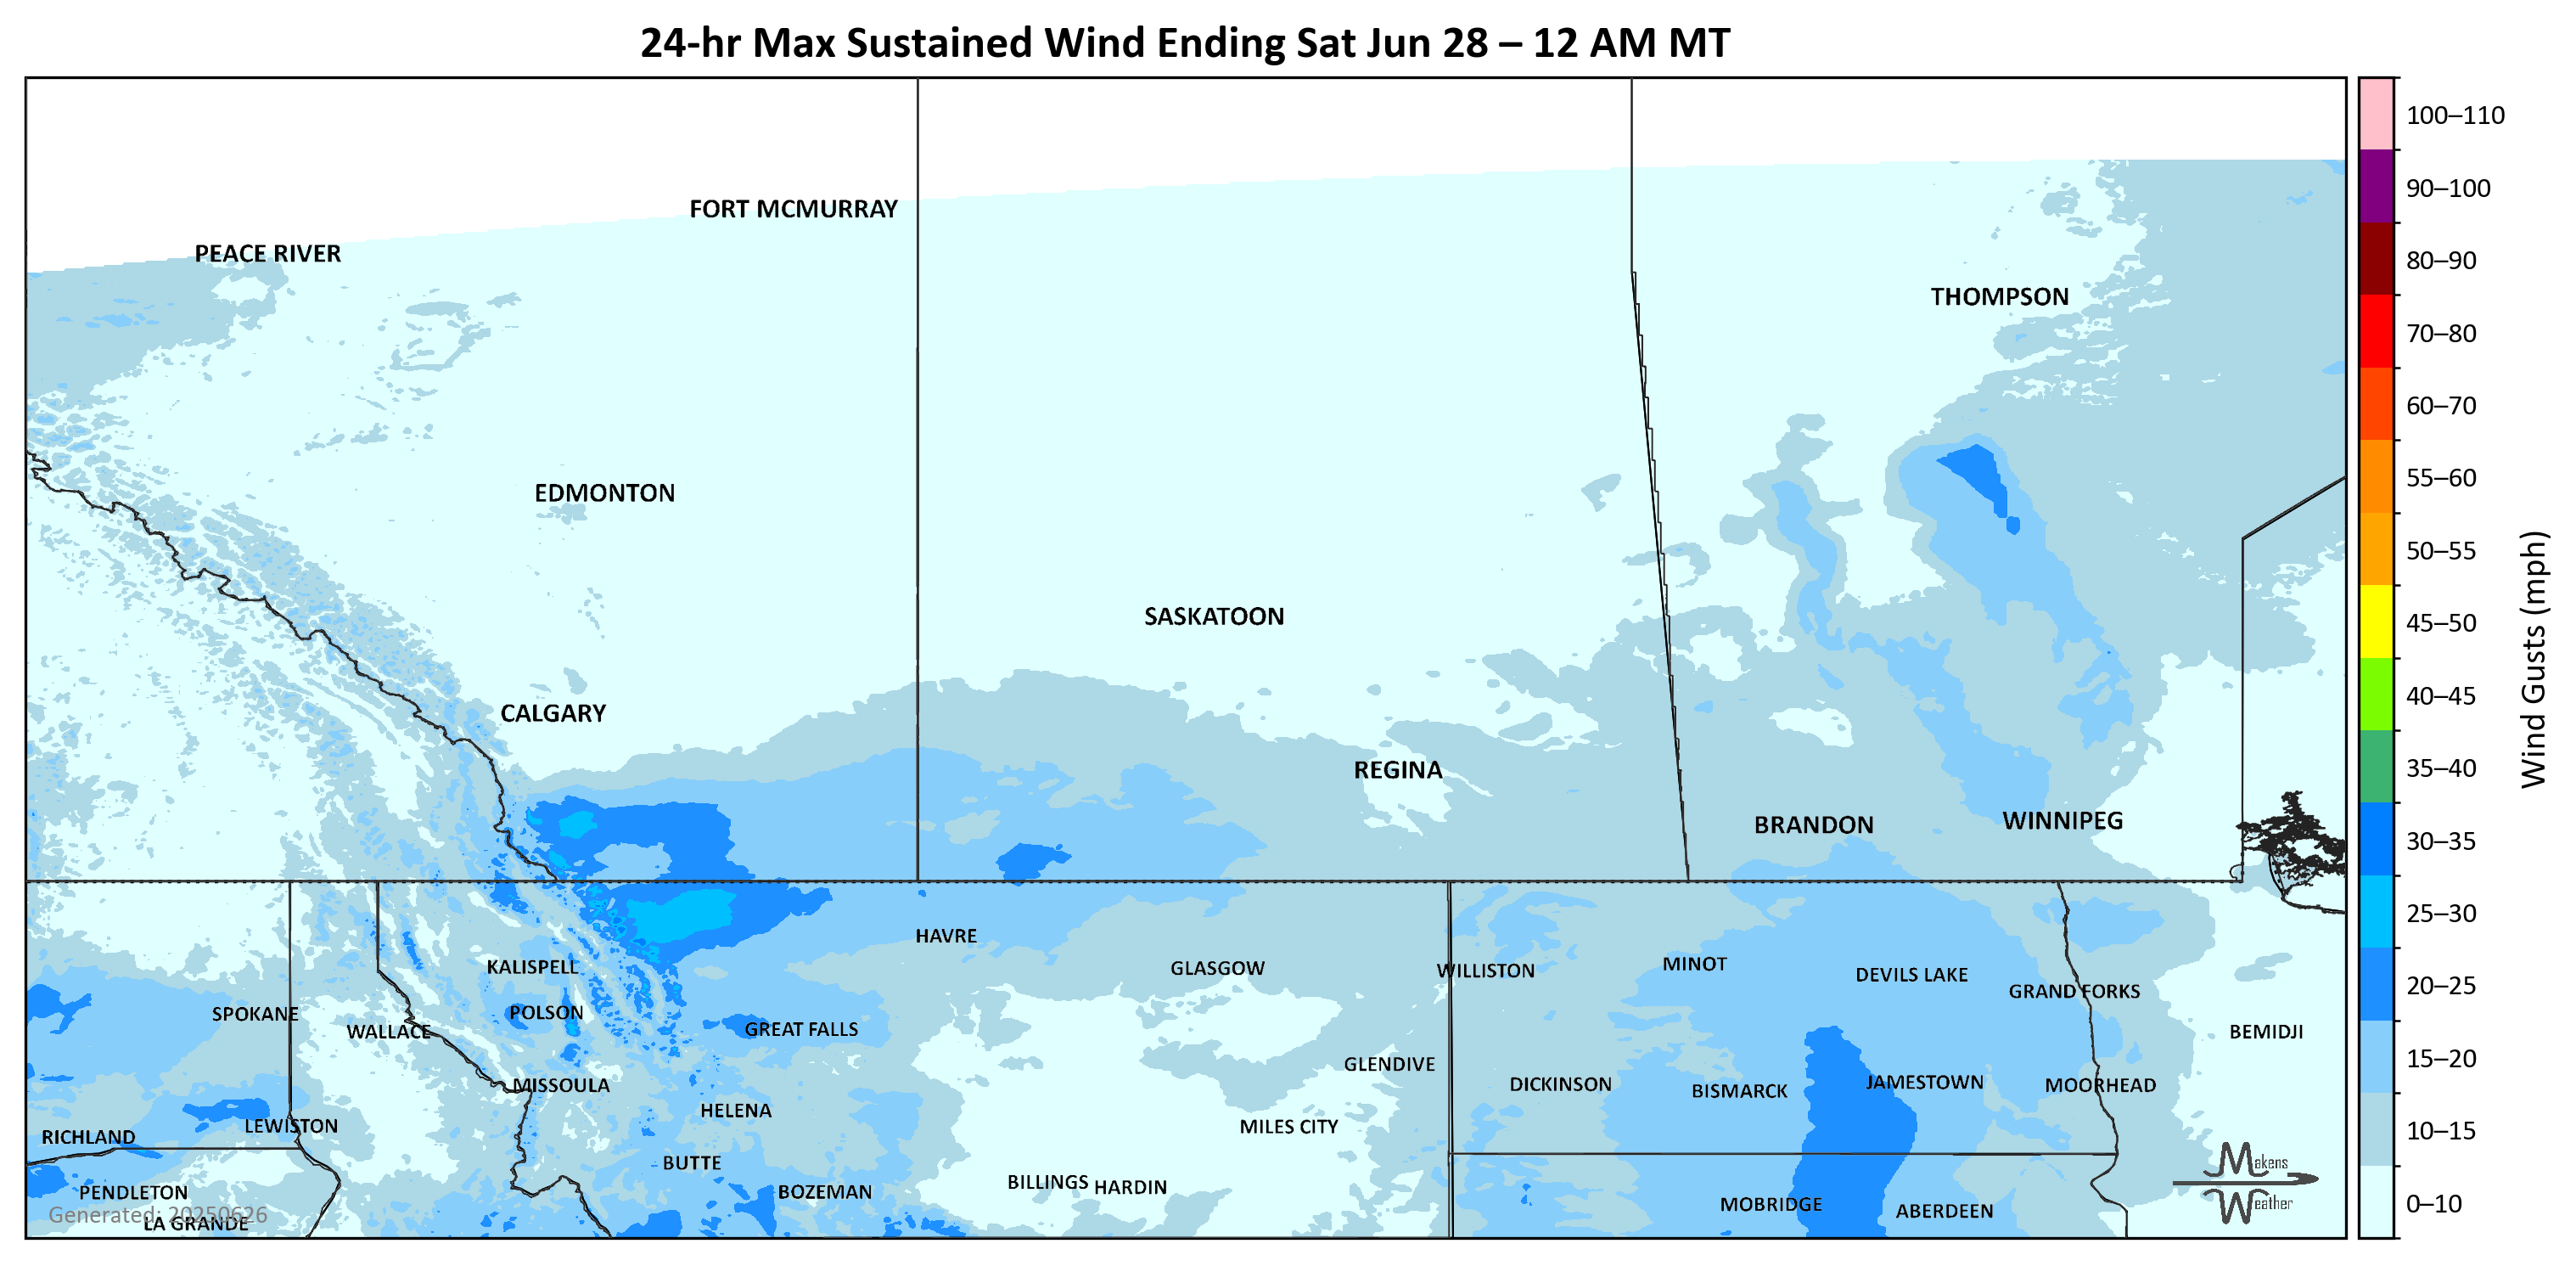 24-hr Max Sustained Wind Ending Sat Jun 28 – 12 AM MT
100–110
90–100
80–90
70–80
60–70
55–60
50–55
45–50
40–45
35–40
30–35
25–30
20–25
15–20
10–15
0–10
Wind Gusts (mph)
FORT MCMURRAY
PEACE RIVER
THOMPSON
EDMONTON
SASKATOON
CALGARY
REGINA
BRANDON
WINNIPEG
HAVRE
KALISPELL
GLASGOW
WILLISTON
MINOT
DEVILS LAKE
GRAND FORKS
SPOKANE
POLSON
WALLACE
GREAT FALLS
BEMIDJI
GLENDIVE
MISSOULA
DICKINSON
BISMARCK
JAMESTOWN
MOORHEAD
HELENA
LEWISTON
MILES CITY
RICHLAND
BUTTE
BILLINGS
HARDIN
PENDLETON
BOZEMAN
MOBRIDGE
ABERDEEN
Generated: 20250626
LA GRANDE
Makens
Weather